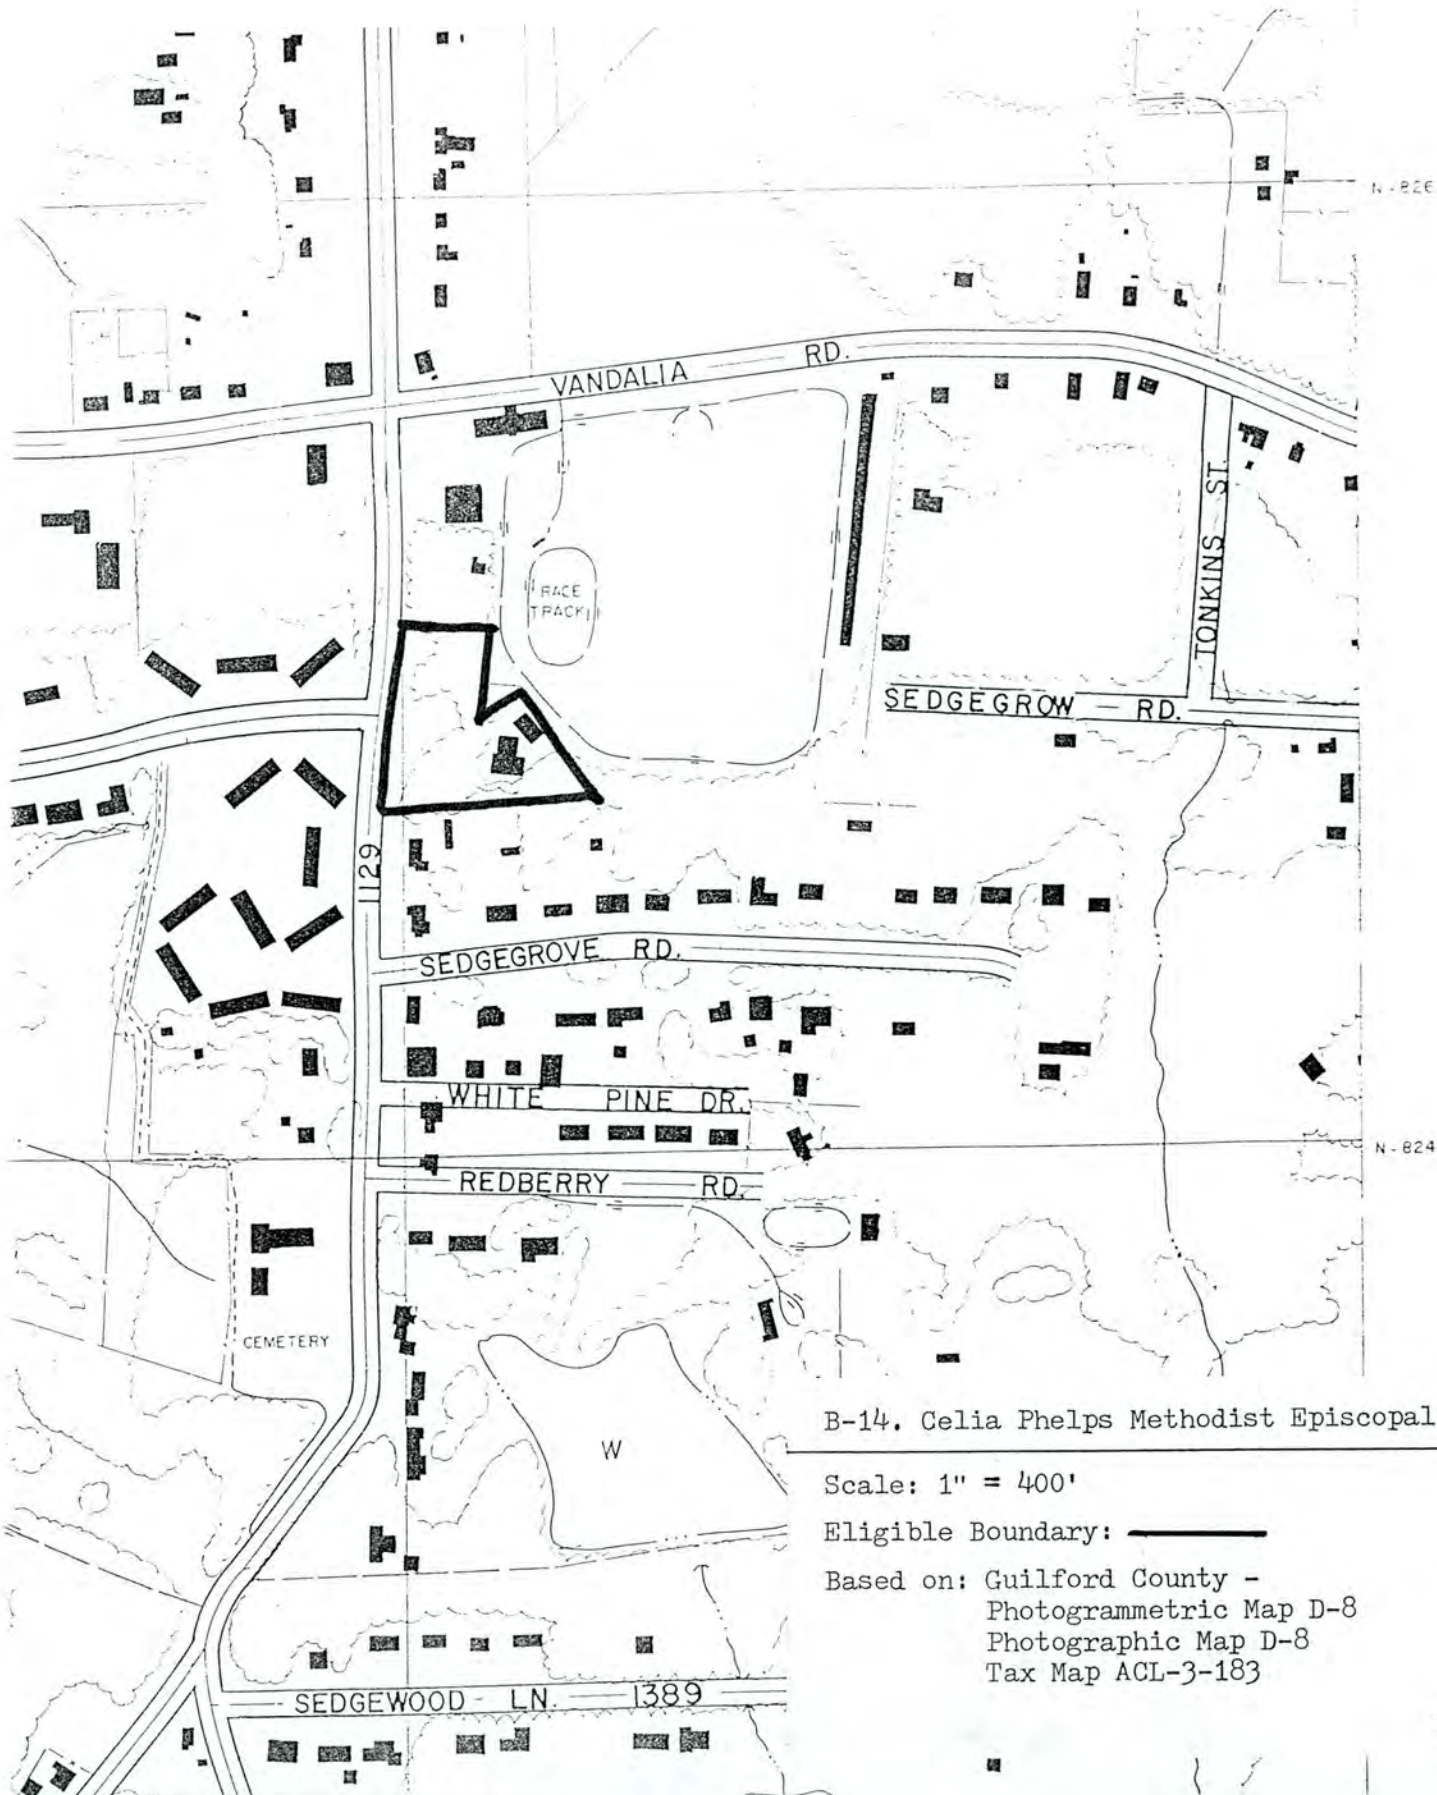 N-826
VANDALIA RD.
TONKINS ST.
RACE
TRACK
SEDGEGROW RD.
1129
SEDGEGROVE RD.
WHITE PINE DR.
N-824
REDBERRY RD.
CEMETERY
W
B-14. Celia Phelps Methodist Episcopal
Scale: 1" = 400'
Eligible Boundary:
Based on: Guilford County -
Photogrammetric Map D-8
Photographic Map D-8
Tax Map ACL-3-183
SEDGEWOOD LN. 1389